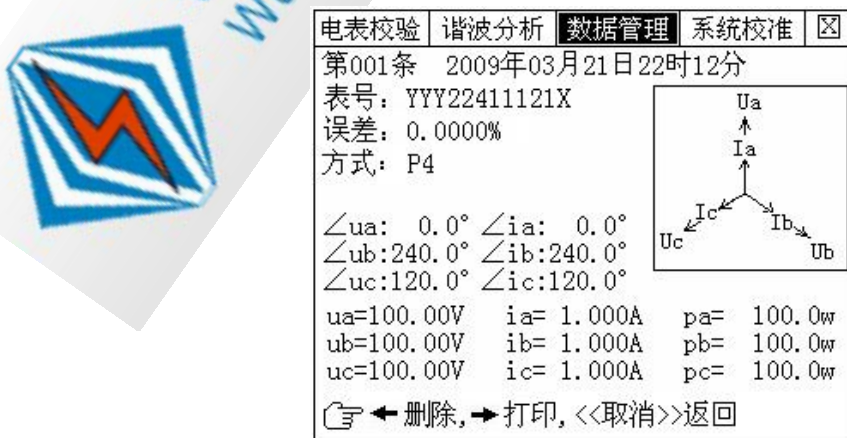 电表校验 谐波分析 数据管理 系统校准
第001条 2009年03月21日22时12分
表号: YYY22411121X
误差: 0.0000%
方式: P4
Ua
Ia
Ic
Ib
Uc
Ub
∠ua: 0.0° ∠ia: 0.0°
∠ub:240.0° ∠ib:240.0°
∠uc:120.0° ∠ic:120.0°
ua=100.00V ia= 1.000A pa= 100.0w
ub=100.00V ib= 1.000A pb= 100.0w
uc=100.00V ic= 1.000A pc= 100.0w
←删除,→打印,<<取消>>返回